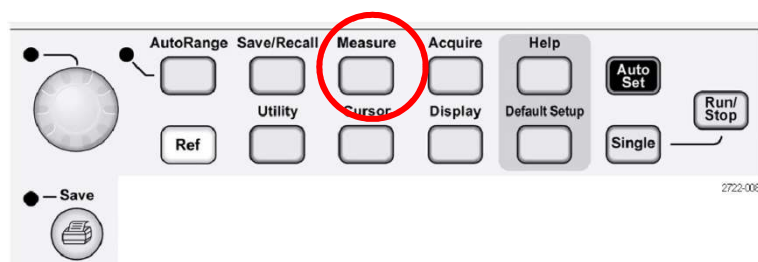 AutoRange Save/Recall Measure Acquire Help
Auto
Set
Utility Cursor Display Default Setup
Run/
Stop
Ref
Single
2722-008
Save